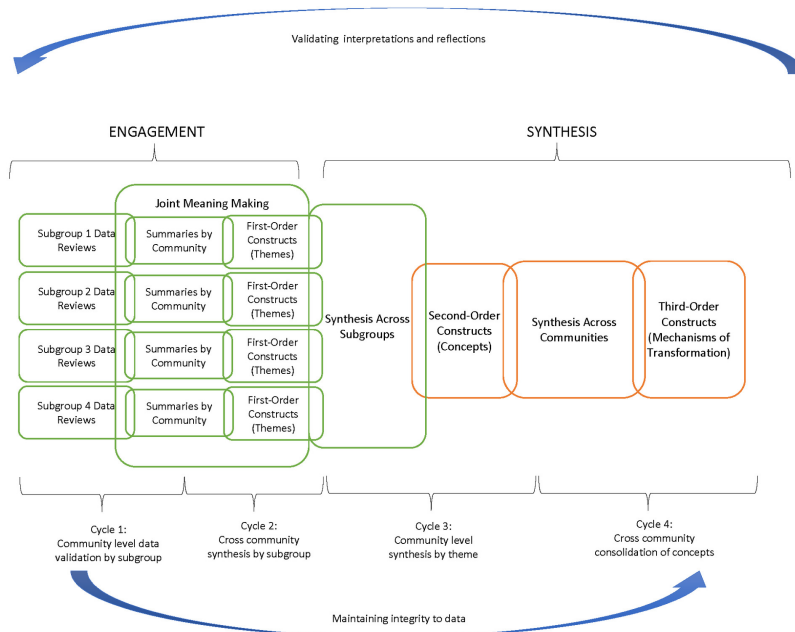 Validating interpretations and reflections
ENGAGEMENT
SYNTHESIS
Joint Meaning Making
Subgroup 1 Data
Reviews
Summaries by
Community
First-Order
Constructs
(Themes)
Subgroup 2 Data
Reviews
Summaries by
Community
First-Order
Constructs
(Themes)
Subgroup 3 Data
Reviews
Summaries by
Community
First-Order
Constructs
(Themes)
Subgroup 4 Data
Reviews
Summaries by
Community
First-Order
Constructs
(Themes)
Synthesis Across
Subgroups
Second-Order
Constructs
(Concepts)
Synthesis Across
Communities
Third-Order
Constructs
(Mechanisms of
Transformation)
Cycle 1:
Community level data
validation by subgroup
Cycle 2:
Cross community
synthesis by subgroup
Cycle 3:
Community level
synthesis by theme
Cycle 4:
Cross community
consolidation of concepts
Maintaining integrity to data